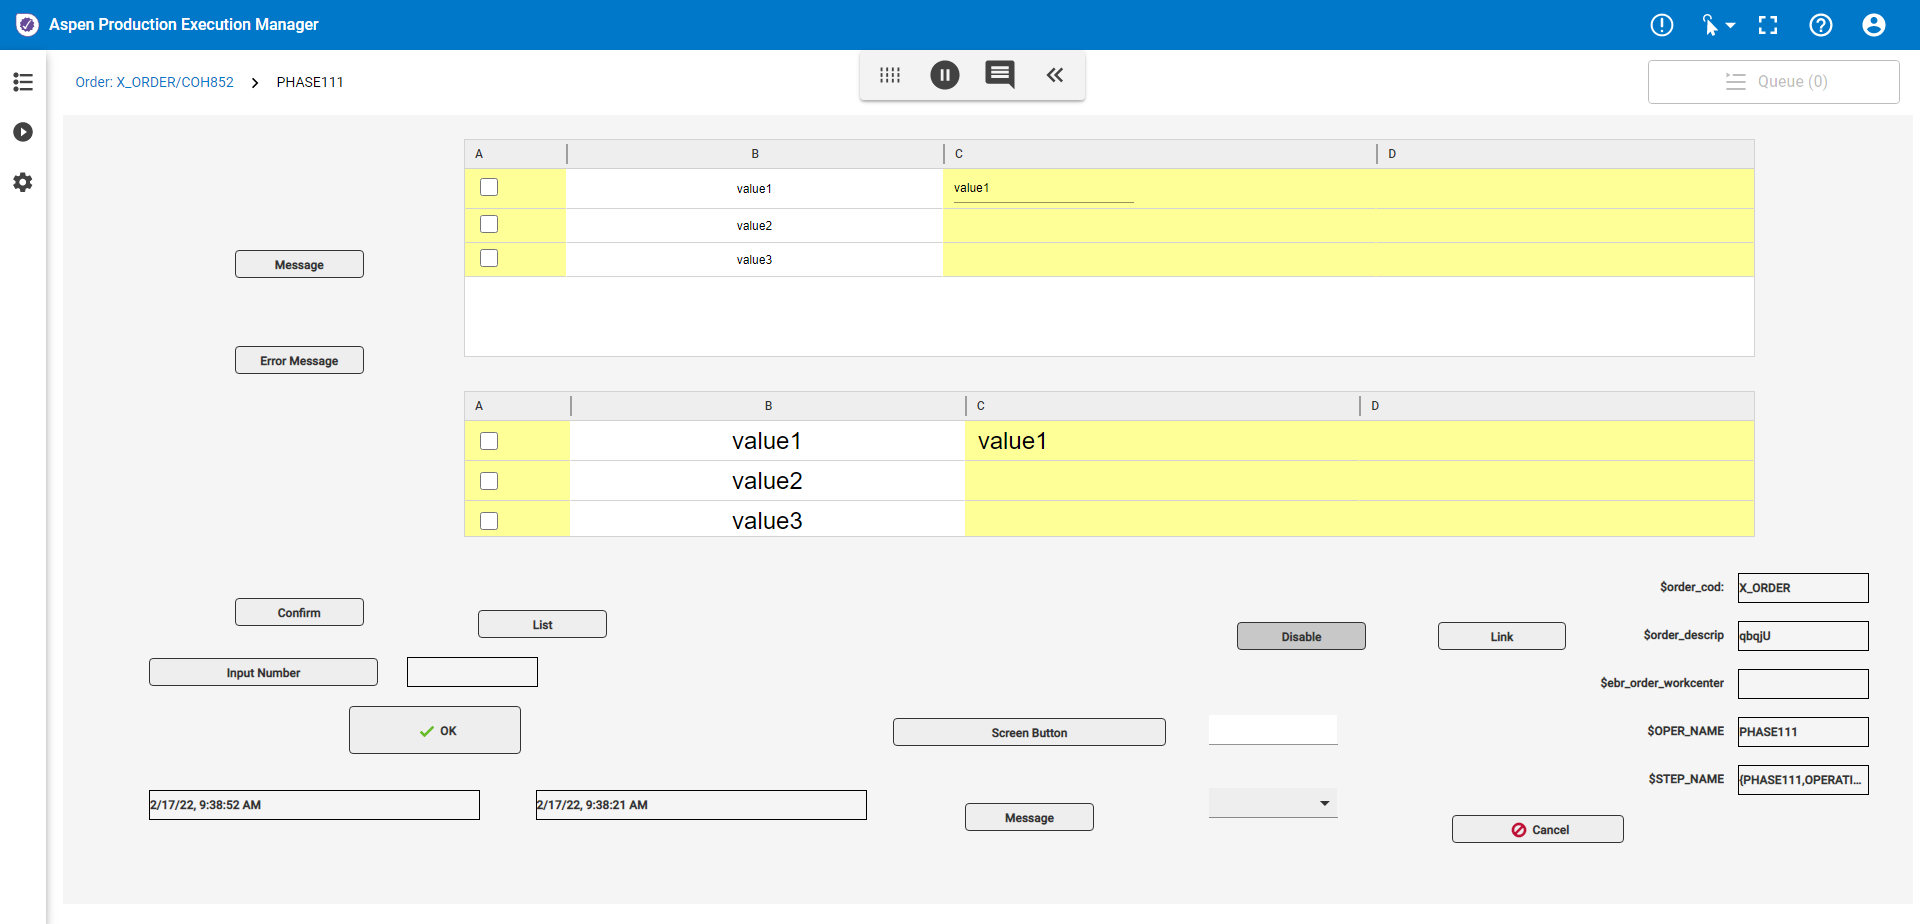 Aspen Production Execution Manager
Order: X_ORDER/COH852 > PHASE111
Queue (0)
A B C D
value1 value1
value2
value3
Message
Error Message
A B C D
value1 value1
value2
value3
$order_cod: X_ORDER
Confirm
List
Disable
Link
$order_descrip qbqjU
Input Number
$ebr_order_workcenter
OK
Screen Button
$OPER_NAME PHASE111
$STEP_NAME {PHASE111,OPERATI...
2/17/22, 9:38:52 AM
2/17/22, 9:38:21 AM
Message
Cancel